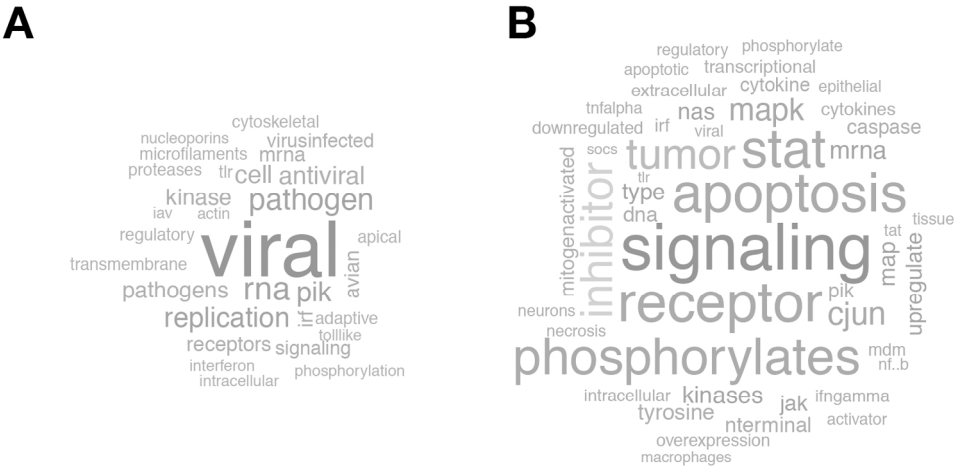 A
cytoskeletal
nucleoporins virusinfected
microfilaments mrna
proteases tlr cell antiviral
kinase pathogen
iav actin
regulatory viral apical
transmembrane avian
pathogens rna pik
replication irf adaptive
tolllike
receptors signaling
interferon phosphorylation
intracellular
B
regulatory phosphorylate
apoptotic transcriptional
extracellular cytokine epithelial
tnfalpha nas mapk cytokines
downregulated irf viral caspase
socs tumor stat mrna
mitogenactivated inhibitor tlr
type apoptosis
dna tissue
signaling tat
map upregulate
neurons receptor pik
cjun
necrosis
phosphorylates mdm
nf..b
intracellular kinases jak ifngamma
tyrosine nterminal activator
overexpression
macrophages